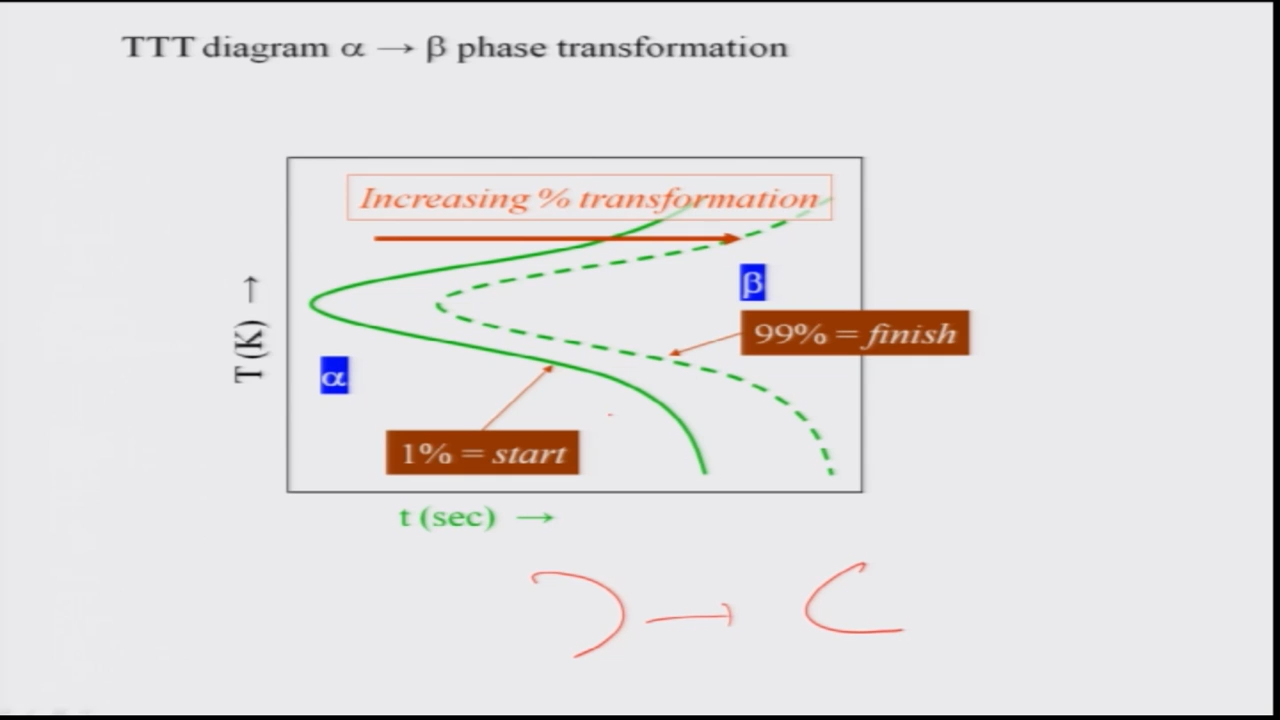 TTT diagram α → β phase transformation
Increasing % transformation
β
99% = finish
T (K) →
α
1% = start
t (sec) →